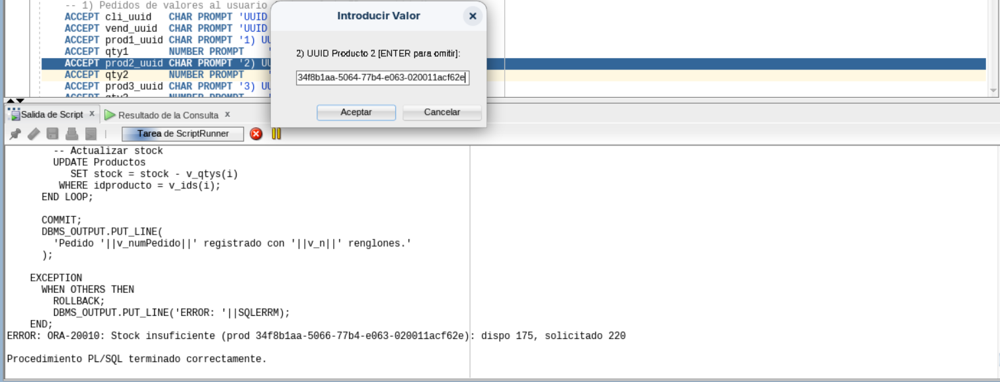 -- 1) Pedidos de valores al usuario
ACCEPT cli_uuid   CHAR PROMPT 'UUID
ACCEPT vend_uuid  CHAR PROMPT 'UUID
ACCEPT prod1_uuid CHAR PROMPT '1) UU
ACCEPT qty1       NUMBER PROMPT    '
ACCEPT prod2_uuid CHAR PROMPT '2) UU
ACCEPT qty2       NUMBER PROMPT    '
ACCEPT prod3_uuid CHAR PROMPT '3) UU
Introducir Valor
2) UUID Producto 2 [ENTER para omitir]:
34f8b1aa-5064-77b4-e063-020011acf62e
Aceptar Cancelar
Salida de Script x Resultado de la Consulta x
Tarea de ScriptRunner
-- Actualizar stock
UPDATE Productos
SET stock = stock - v_qtys(i)
WHERE idproducto = v_ids(i);
END LOOP;
COMMIT;
DBMS_OUTPUT.PUT_LINE(
'Pedido '||v_numPedido||' registrado con '||v_n||' renglones.'
);
EXCEPTION
WHEN OTHERS THEN
ROLLBACK;
DBMS_OUTPUT.PUT_LINE('ERROR: '||SQLERRM);
END;
ERROR: ORA-20010: Stock insuficiente (prod 34f8b1aa-5066-77b4-e063-020011acf62e): dispo 175, solicitado 220
Procedimiento PL/SQL terminado correctamente.